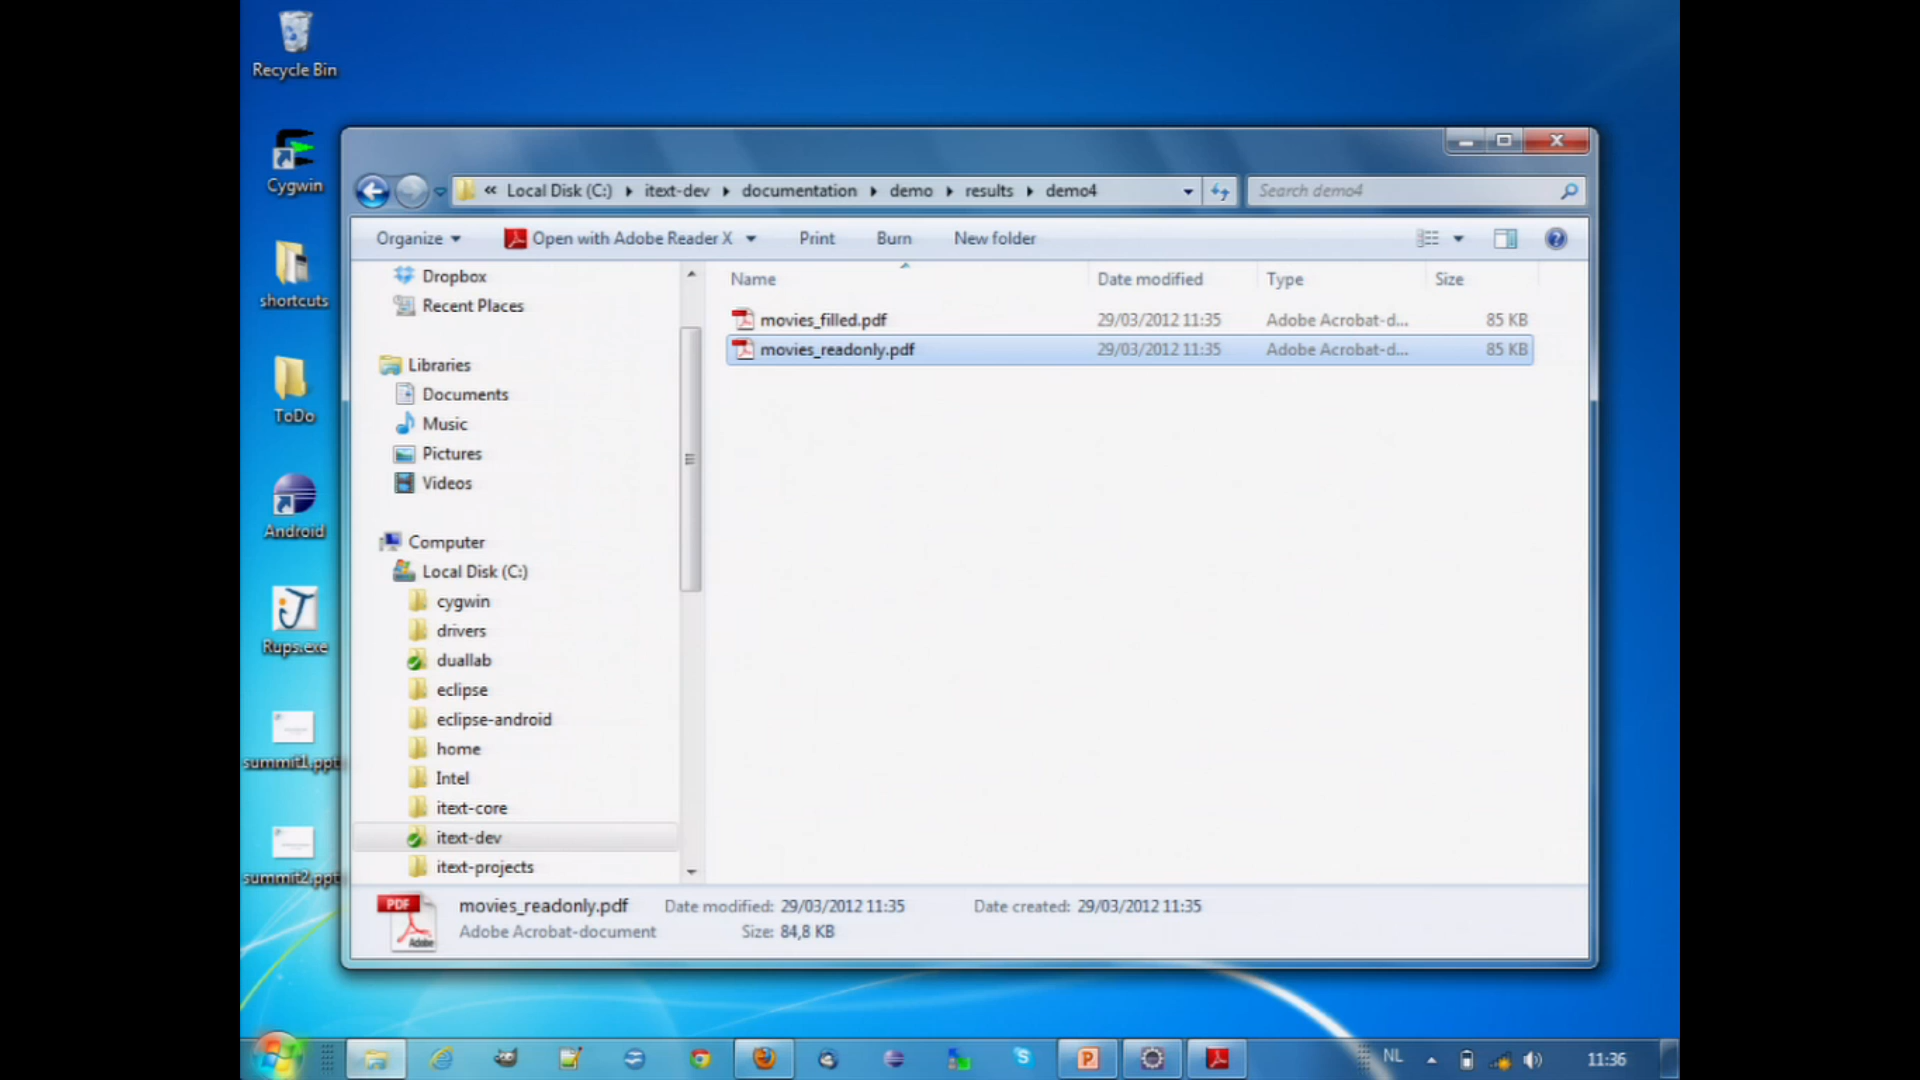 Recycle Bin
Cygwin
shortcuts
ToDo
Android
Rups.exe
summit1.ppt
summit2.ppt
« Local Disk (C:) itext-dev documentation demo results demo4
Search demo4
Organize Open with Adobe Reader X Print Burn New folder
Dropbox
Recent Places
Libraries
Documents
Music
Pictures
Videos
Computer
Local Disk (C:)
cygwin
drivers
duallab
eclipse
eclipse-android
home
Intel
itext-core
itext-dev
itext-projects
Name Date modified Type Size
movies_filled.pdf 29/03/2012 11:35 Adobe Acrobat-d... 85 KB
movies_readonly.pdf 29/03/2012 11:35 Adobe Acrobat-d... 85 KB
PDF
Adobe
movies_readonly.pdf Date modified: 29/03/2012 11:35 Date created: 29/03/2012 11:35
Adobe Acrobat-document Size: 84,8 KB
NL 11:36